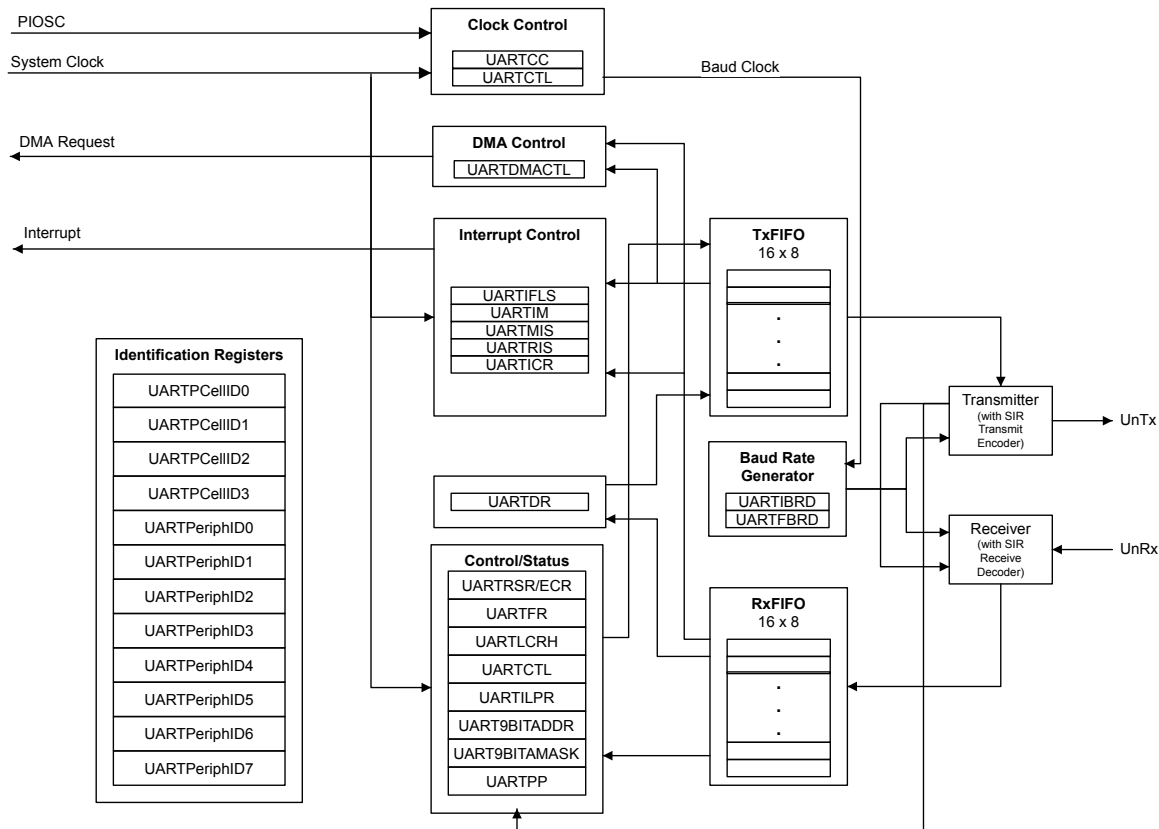 PIOSC
System Clock
Clock Control
UARTCC
UARTCTL
Baud Clock
DMA Request
DMA Control
UARTDMACTL
Interrupt
Interrupt Control
UARTIFLS
UARTIM
UARTMIS
UARTRIS
UARTICR
TxFIFO
16 x 8
.
.
.
Identification Registers
UARTPCellID0
UARTPCellID1
UARTPCellID2
UARTPCellID3
UARTPeriphID0
UARTPeriphID1
UARTPeriphID2
UARTPeriphID3
UARTPeriphID4
UARTPeriphID5
UARTPeriphID6
UARTPeriphID7
UARTDR
Baud Rate
Generator
UARTIBRD
UARTFBRD
Transmitter
(with SIR
Transmit
Encoder)
UnTx
Receiver
(with SIR
Receive
Decoder)
UnRx
Control/Status
UARTRSR/ECR
UARTFR
UARTLCRH
UARTCTL
UARTILPR
UART9BITADDR
UART9BITAMASK
UARTPP
RxFIFO
16 x 8
.
.
.